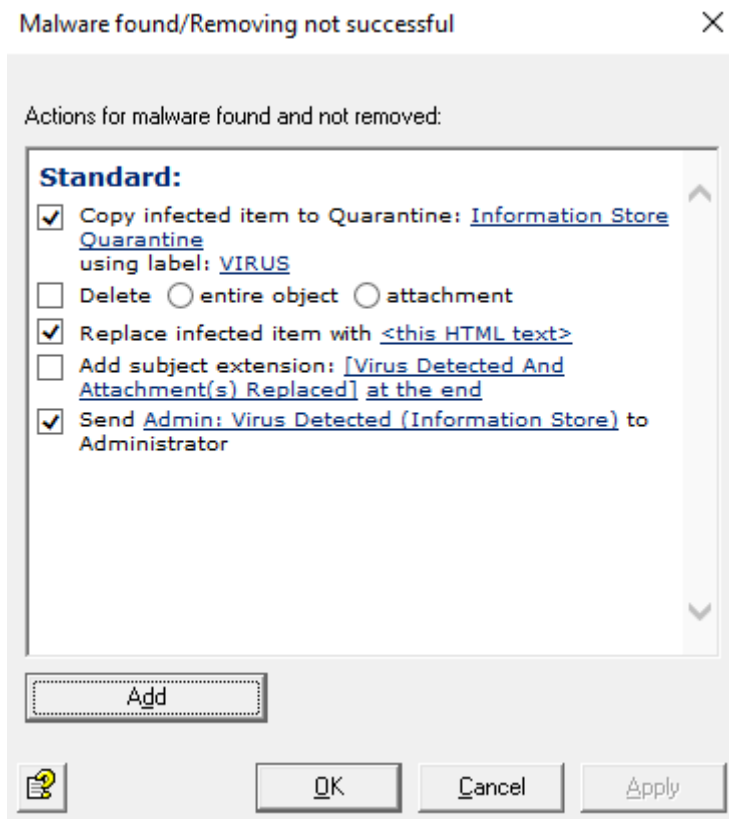 Malware found/Removing not successful
Actions for malware found and not removed:
Standard:
Copy infected item to Quarantine: Information Store
Quarantine
using label: VIRUS
Delete entire object attachment
Replace infected item with <this HTML text>
Add subject extension: [Virus Detected And
Attachment(s) Replaced] at the end
Send Admin: Virus Detected (Information Store) to
Administrator
Add
OK Cancel Apply